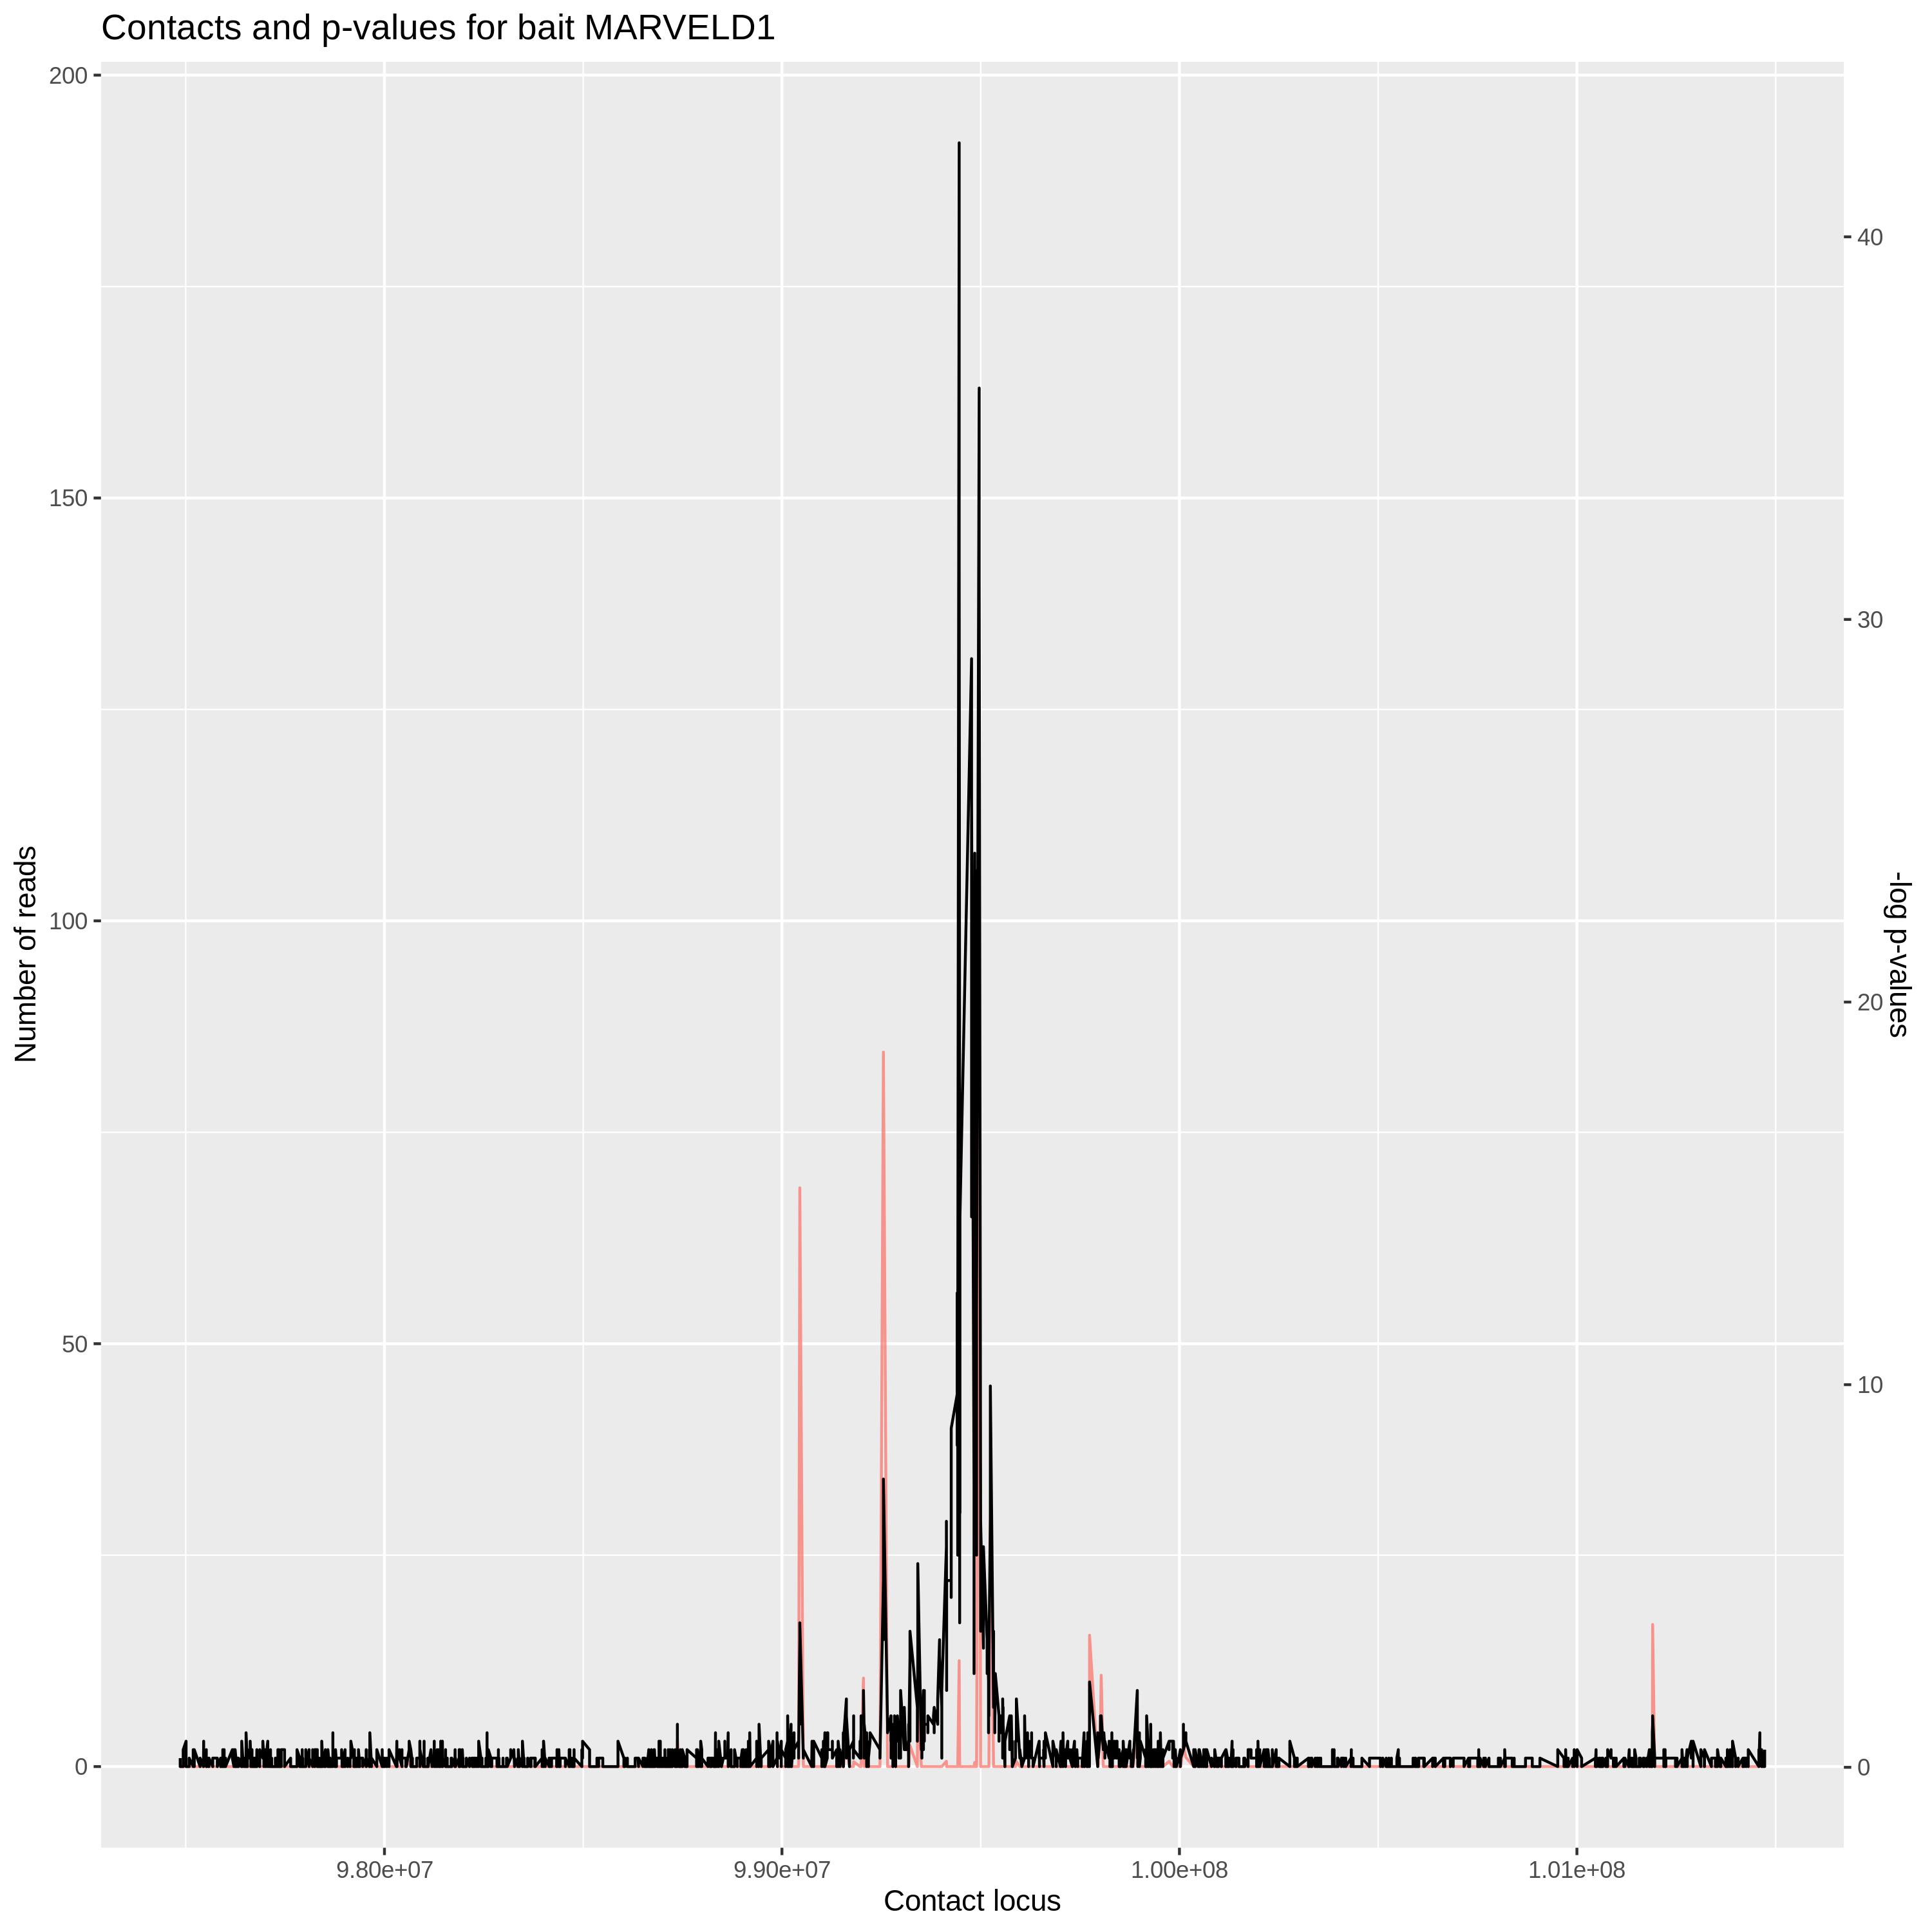 Contacts and p-values for bait MARVELD1
200
150
100
50
0
Number of reads
40
30
20
10
0
-log p-values
9.80e+07
9.90e+07
1.00e+08
1.01e+08
Contact locus